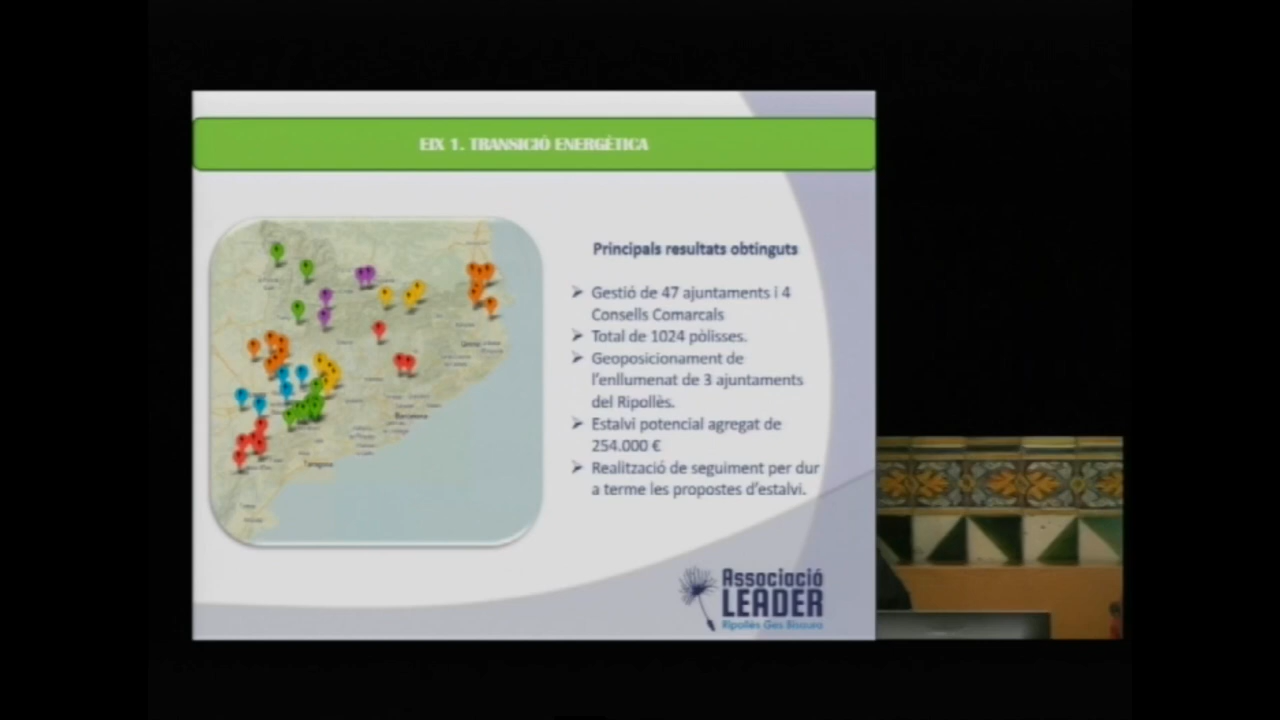 EIX 1. TRANSICIÓ ENERGÈTICA
Principals resultats obtinguts
➢ Gestió de 47 ajuntaments i 4
Consells Comarcals
➢ Total de 1024 pòlisses.
➢ Geoposicionament de
l'enllumenat de 3 ajuntaments
del Ripollès.
➢ Estalvi potencial agregat de
254.000 €
➢ Realització de seguiment per dur
a terme les propostes d'estalvi.
Barcelona
Tarragona
Associació
LEADER
Ripollès Ges Bisaura